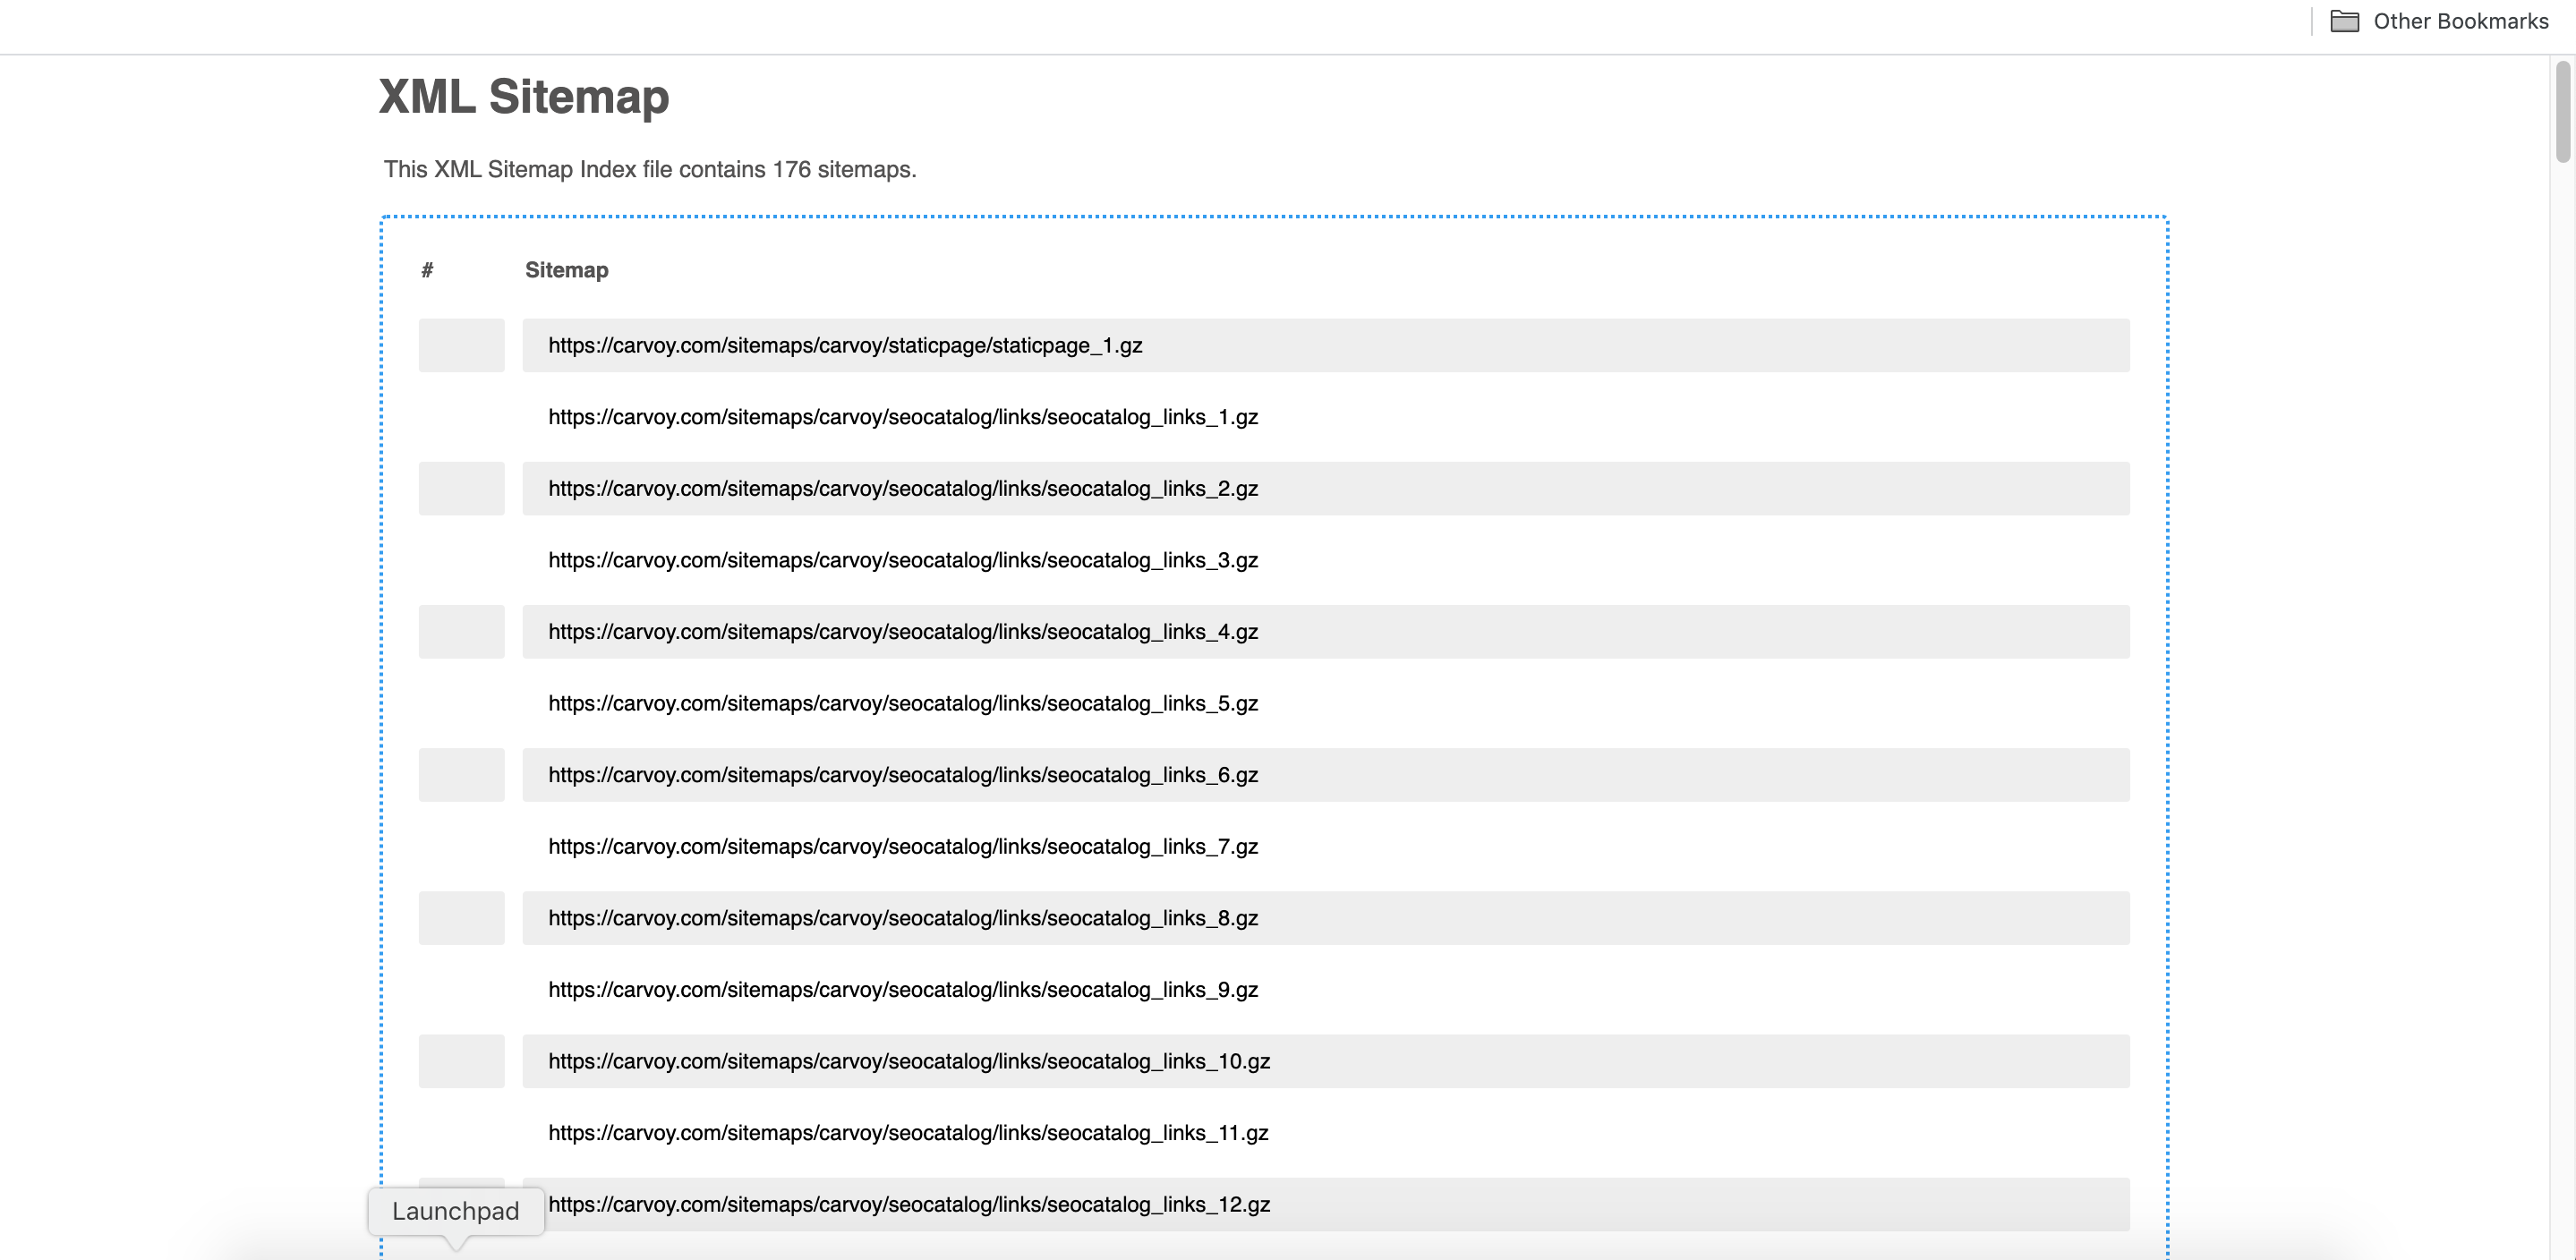 Other Bookmarks
XML Sitemap
This XML Sitemap Index file contains 176 sitemaps.
# Sitemap
https://carvoy.com/sitemaps/carvoy/staticpage/staticpage_1.gz
https://carvoy.com/sitemaps/carvoy/seocatalog/links/seocatalog_links_1.gz
https://carvoy.com/sitemaps/carvoy/seocatalog/links/seocatalog_links_2.gz
https://carvoy.com/sitemaps/carvoy/seocatalog/links/seocatalog_links_3.gz
https://carvoy.com/sitemaps/carvoy/seocatalog/links/seocatalog_links_4.gz
https://carvoy.com/sitemaps/carvoy/seocatalog/links/seocatalog_links_5.gz
https://carvoy.com/sitemaps/carvoy/seocatalog/links/seocatalog_links_6.gz
https://carvoy.com/sitemaps/carvoy/seocatalog/links/seocatalog_links_7.gz
https://carvoy.com/sitemaps/carvoy/seocatalog/links/seocatalog_links_8.gz
https://carvoy.com/sitemaps/carvoy/seocatalog/links/seocatalog_links_9.gz
https://carvoy.com/sitemaps/carvoy/seocatalog/links/seocatalog_links_10.gz
https://carvoy.com/sitemaps/carvoy/seocatalog/links/seocatalog_links_11.gz
https://carvoy.com/sitemaps/carvoy/seocatalog/links/seocatalog_links_12.gz
Launchpad